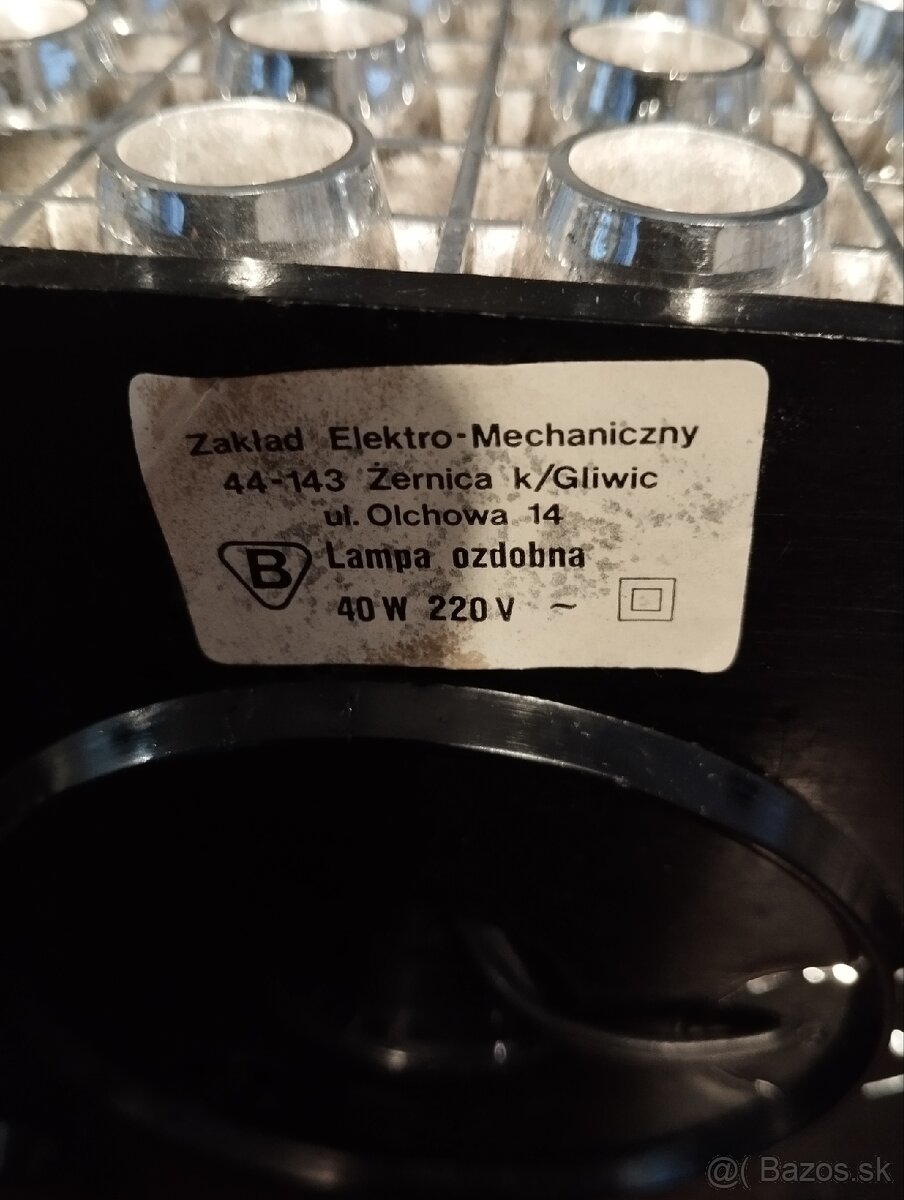 Zakład Elektro-Mechaniczny
44-143 Żernica k/Gliwic
ul. Olchowa 14
B Lampa ozdobna
40 W 220 V ~
@( Bazos.sk